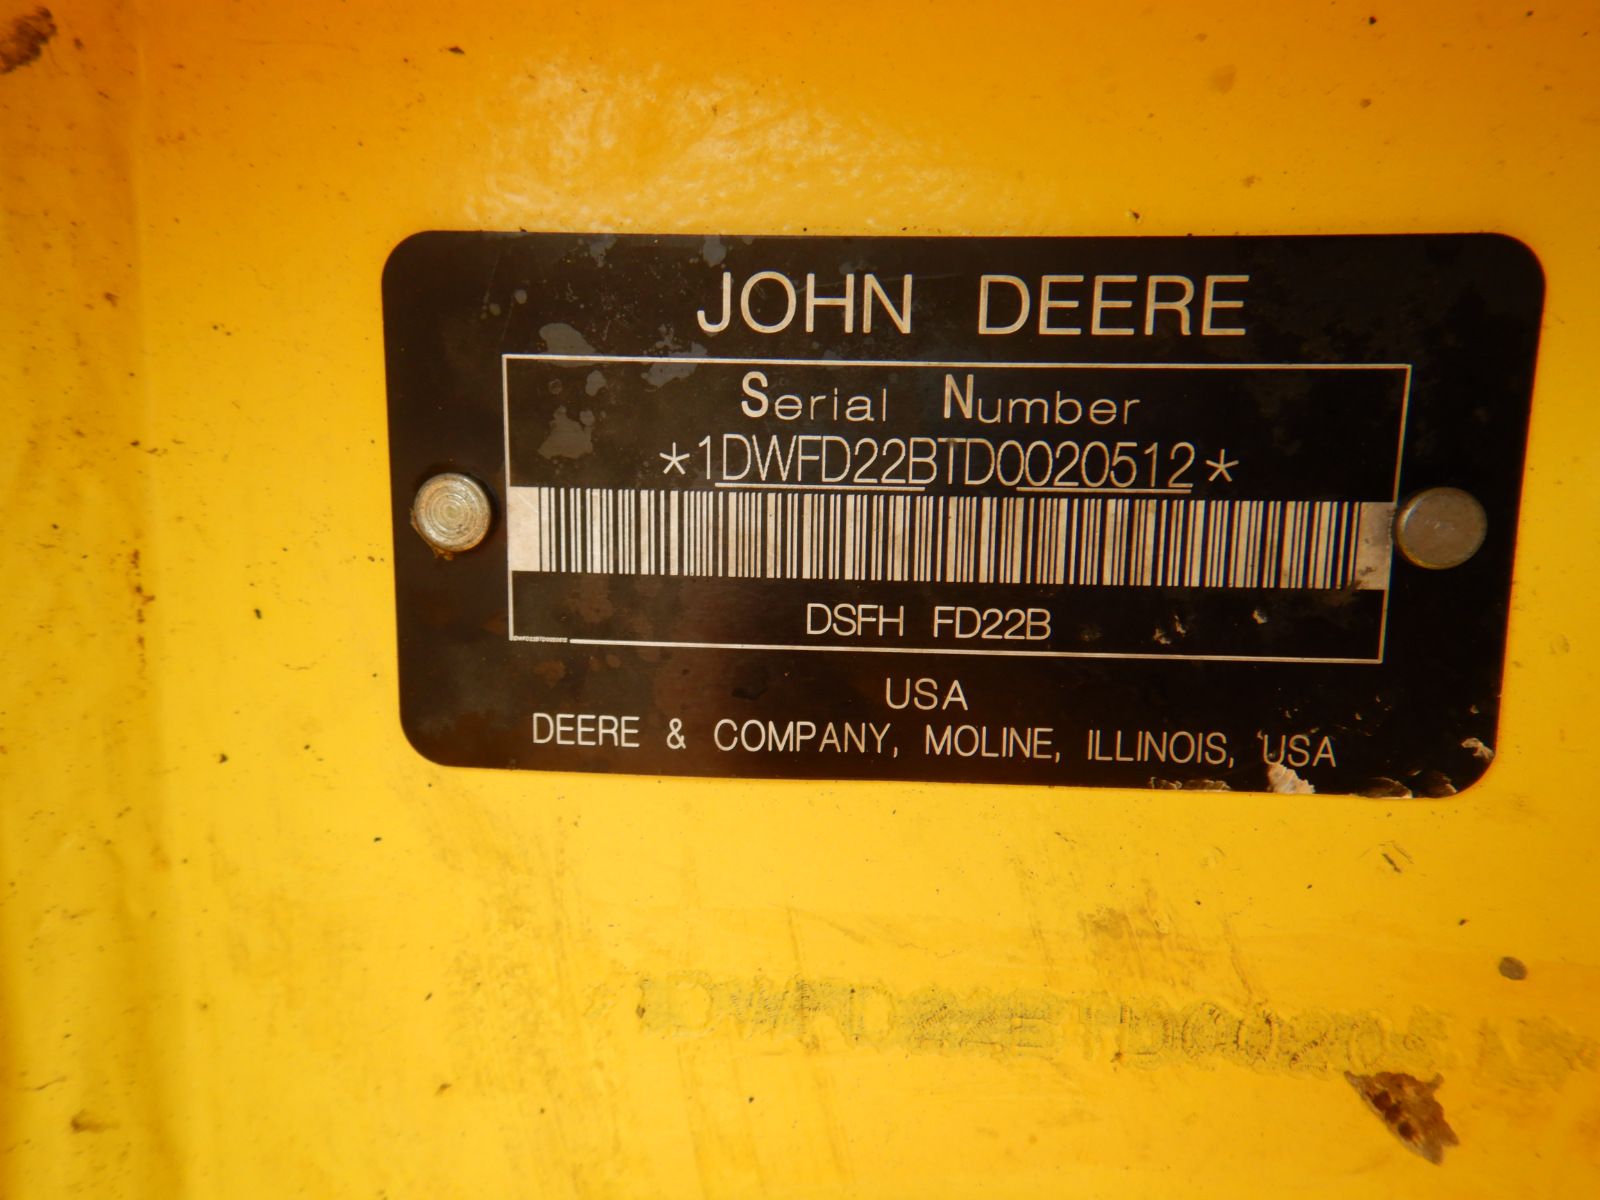 JOHN DEERE
Serial Number
*1DWFD22BTD0020512*
DSFH FD22B
USA
DEERE & COMPANY, MOLINE, ILLINOIS, USA